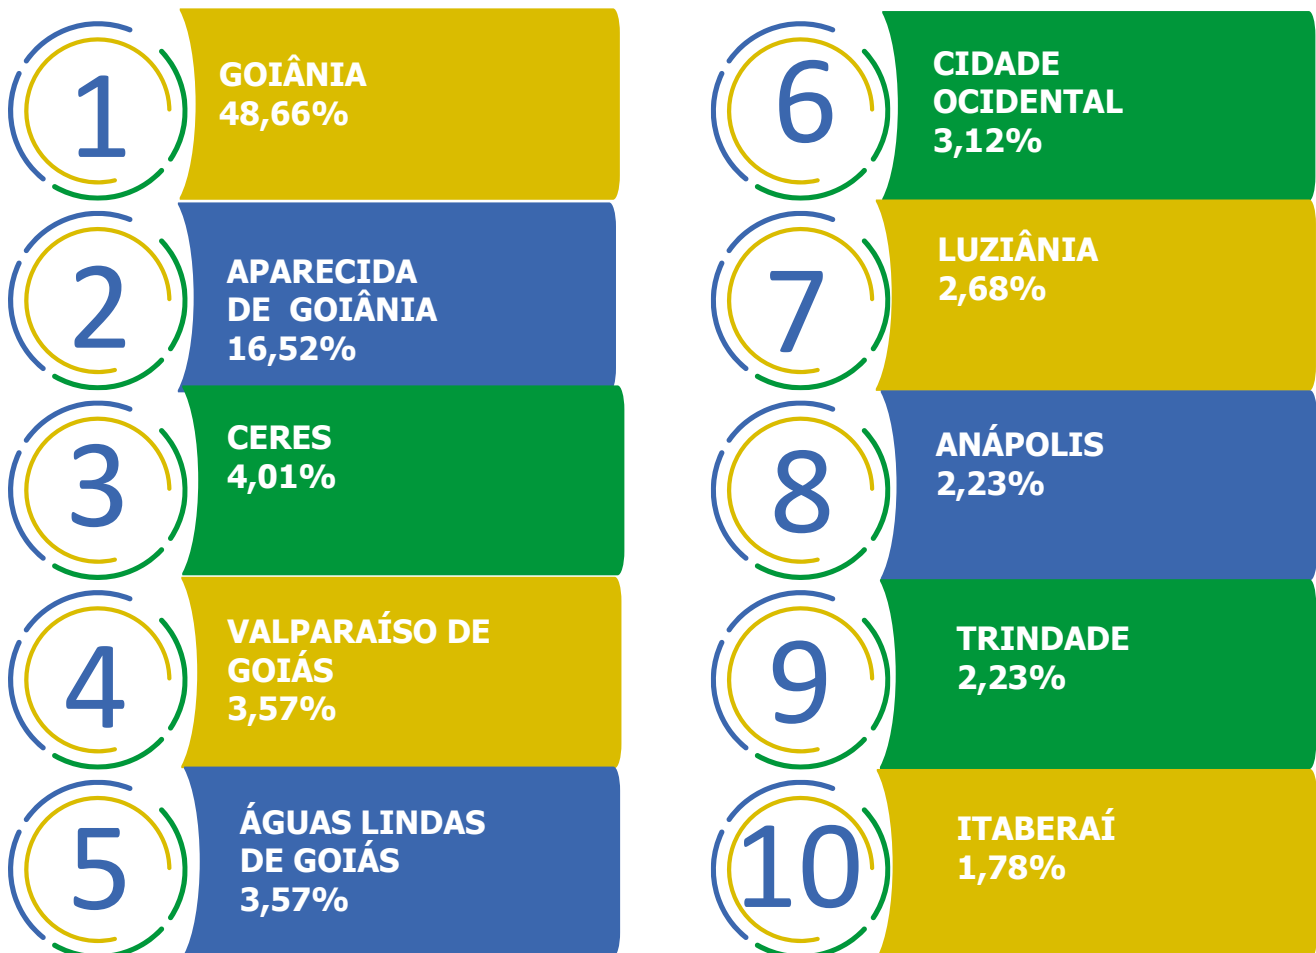 1
GOIÂNIA
48,66%
2
APARECIDA
DE GOIÂNIA
16,52%
3
CERES
4,01%
4
VALPARAÍSO DE
GOIÁS
3,57%
5
ÁGUAS LINDAS
DE GOIÁS
3,57%
6
CIDADE
OCIDENTAL
3,12%
7
LUZIÂNIA
2,68%
8
ANÁPOLIS
2,23%
9
TRINDADE
2,23%
10
ITABERAÍ
1,78%